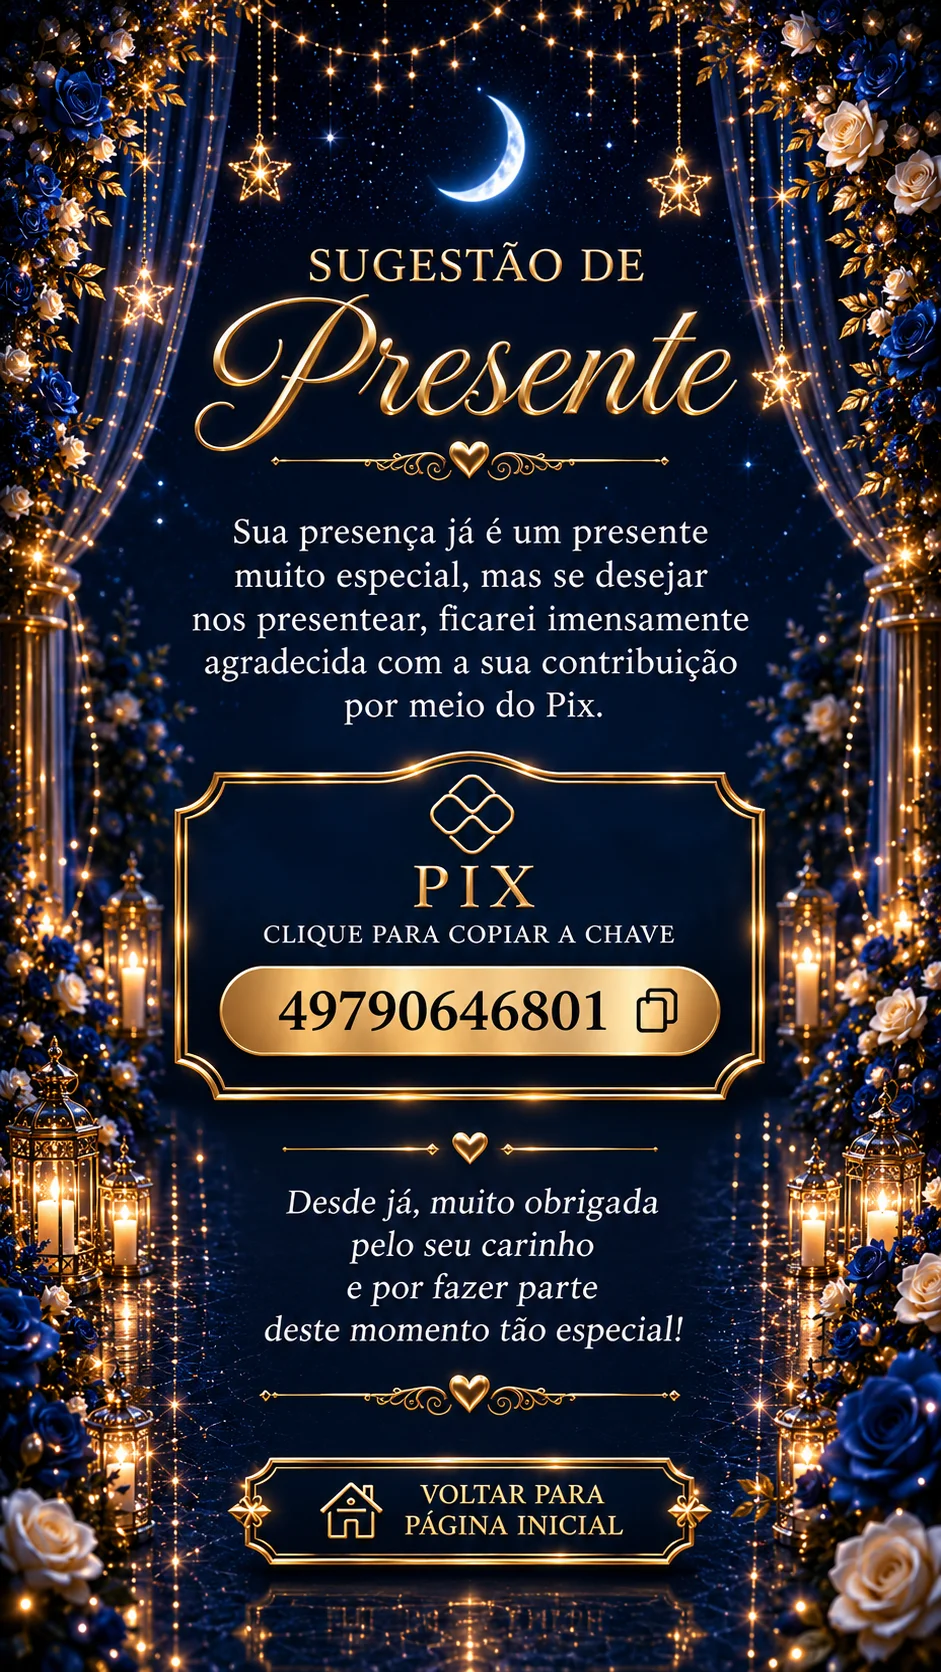 SUGESTÃO DE
Presente
Sua presença já é um presente
muito especial, mas se desejar
nos presentear, ficarei imensamente
agradecida com a sua contribuição
por meio do Pix.
PIX
CLIQUE PARA COPIAR A CHAVE
49790646801
Desde já, muito obrigada
pelo seu carinho
e por fazer parte
deste momento tão especial!
VOLTAR PARA
PÁGINA INICIAL